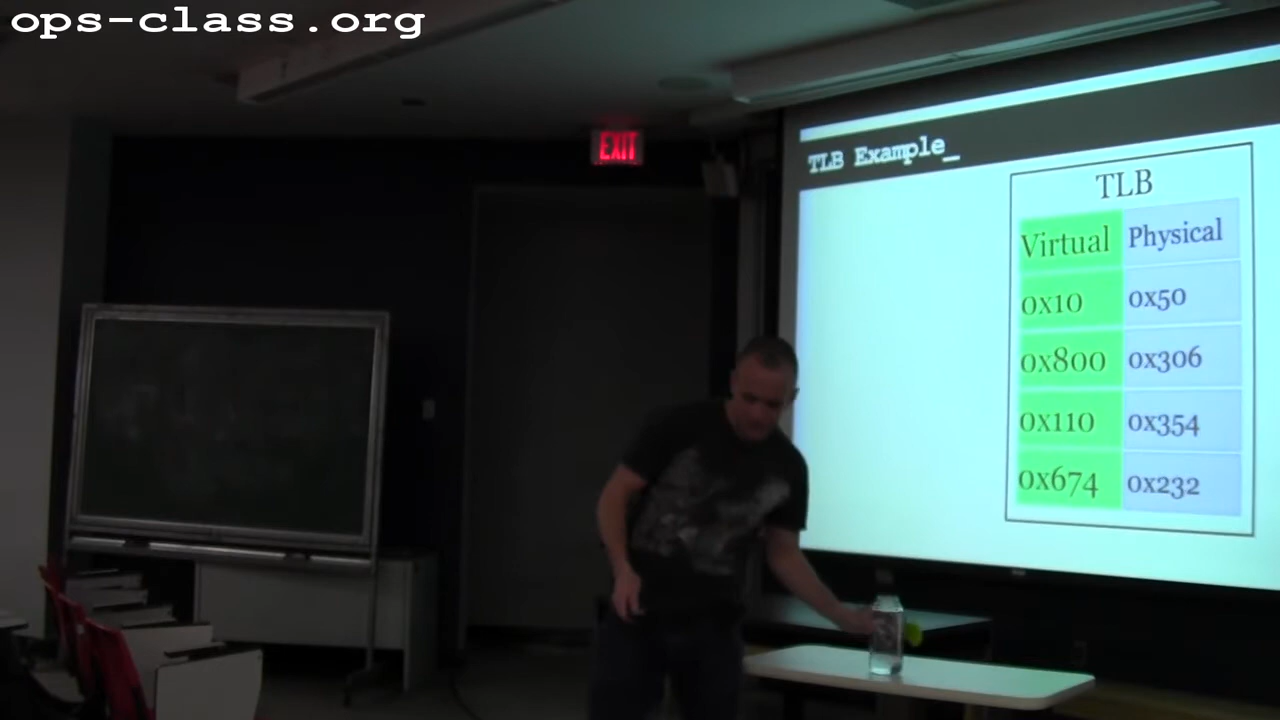 ops-class.org
EXIT
TLB Example_
TLB
Virtual Physical
0x10 0x50
0x800 0x306
0x110 0x354
0x674 0x232